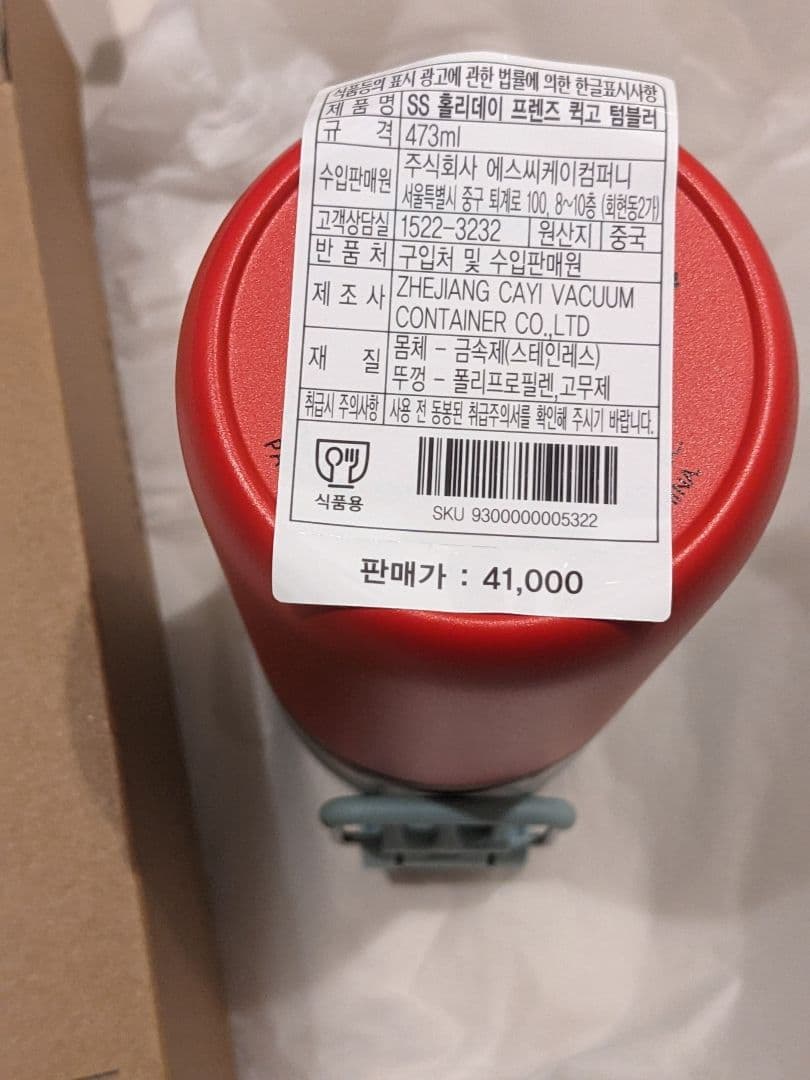 식품등의 표시 광고에 관한 법률에 의한 한글표시사항
제 품 명 SS 홀리데이 프렌즈 퀵고 텀블러
규 격 473ml
수입판매원 주식회사 에스씨케이컴퍼니
서울특별시 중구 퇴계로 100, 8~10층 (회현동2가)
고객상담실 1522-3232 원산지 중국
반 품 처 구입처 및 수입판매원
제 조 사 ZHEJIANG CAYI VACUUM
CONTAINER CO.,LTD
재 질 몸체 - 금속제(스테인레스)
뚜껑 - 폴리프로필렌,고무제
취급시 주의사항 사용 전 동봉된 취급주의서를 확인해 주시기 바랍니다.
식품용
SKU 9300000005322
판매가 : 41,000